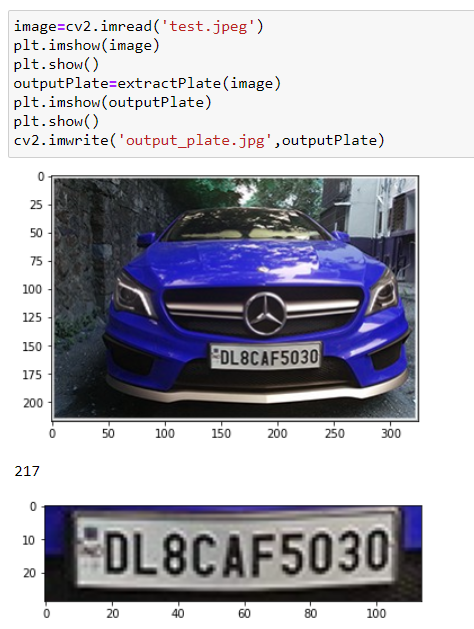 image=cv2.imread('test.jpeg')
plt.imshow(image)
plt.show()
outputPlate=extractPlate(image)
plt.imshow(outputPlate)
plt.show()
cv2.imwrite('output_plate.jpg',outputPlate)
0
25
50
75
100
125
150
175
200
DL8CAF5030
0 50 100 150 200 250 300
217
0
10
20
IND DL8CAF5030
0 20 40 60 80 100